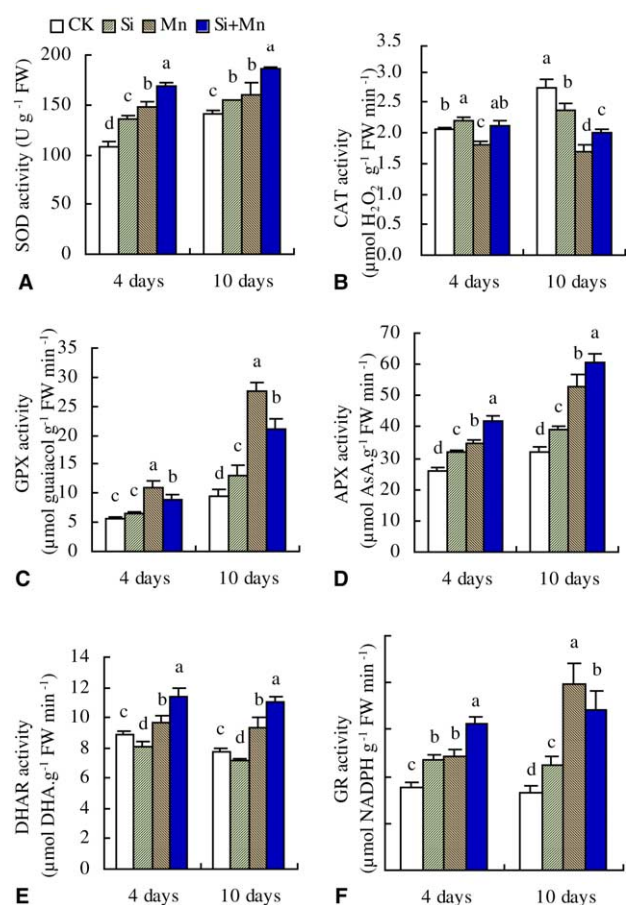 CK Si Mn Si+Mn
SOD activity (U g⁻¹ FW)
200
150
100
50
0
d c b a
c b b a
4 days 10 days
A
CAT activity
(µmol H₂O₂ g⁻¹ FW min⁻¹)
3.5
3.0
2.5
2.0
1.5
1.0
0.5
0.0
b a c ab
a b d c
4 days 10 days
B
GPX activity
(µmol guaiacol g⁻¹ FW min⁻¹)
35
30
25
20
15
10
5
c c a b
d c a b
4 days 10 days
C
APX activity
(µmol AsA.g⁻¹ FW min⁻¹)
70
60
50
40
30
20
10
0
d c b a
d c b a
4 days 10 days
D
DHAR activity
(µmol DHA.g⁻¹ FW min⁻¹)
14
12
10
8
6
4
2
0
c d b a
c d b a
4 days 10 days
E
GR activity
(µmol NADPH g⁻¹ FW min⁻¹)
c b b a
d c a b
4 days 10 days
F